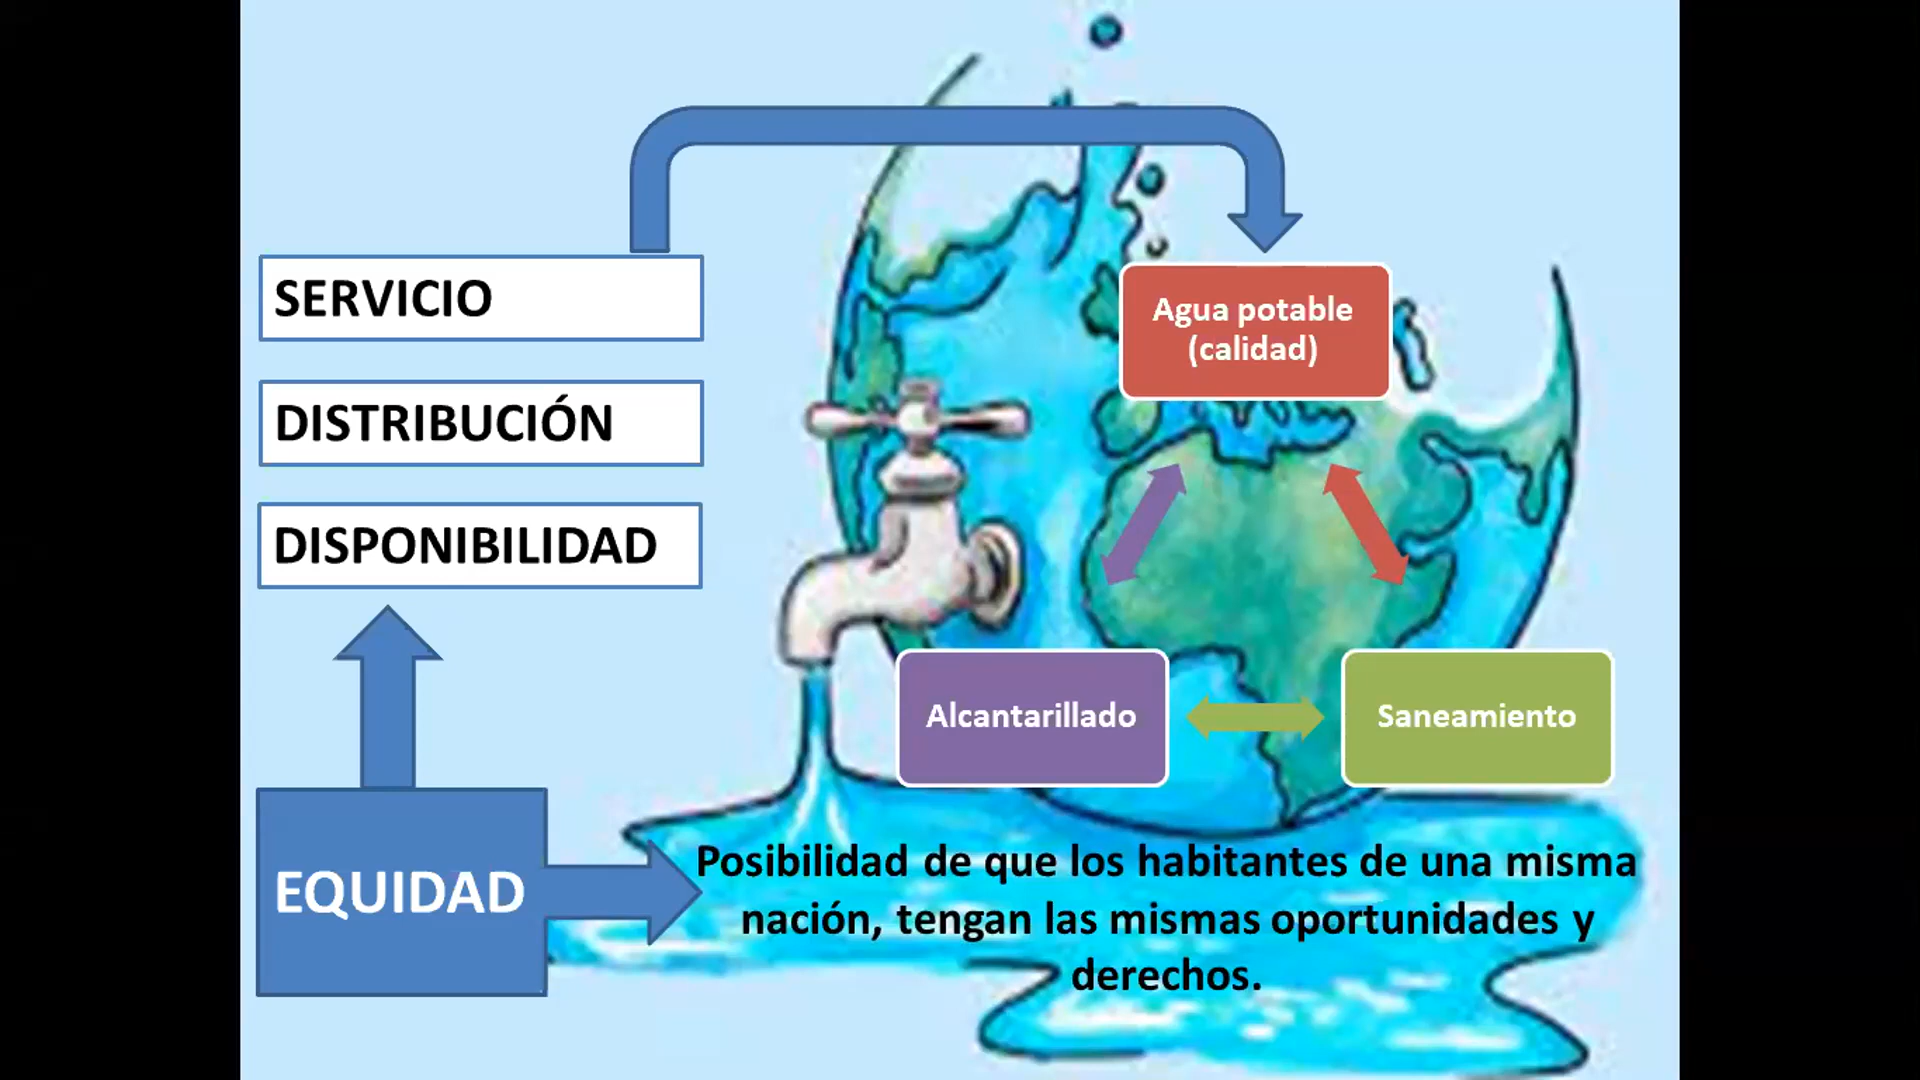 SERVICIO
DISTRIBUCIÓN
DISPONIBILIDAD
Agua potable
(calidad)
Alcantarillado
Saneamiento
EQUIDAD
Posibilidad de que los habitantes de una misma
nación, tengan las mismas oportunidades y
derechos.